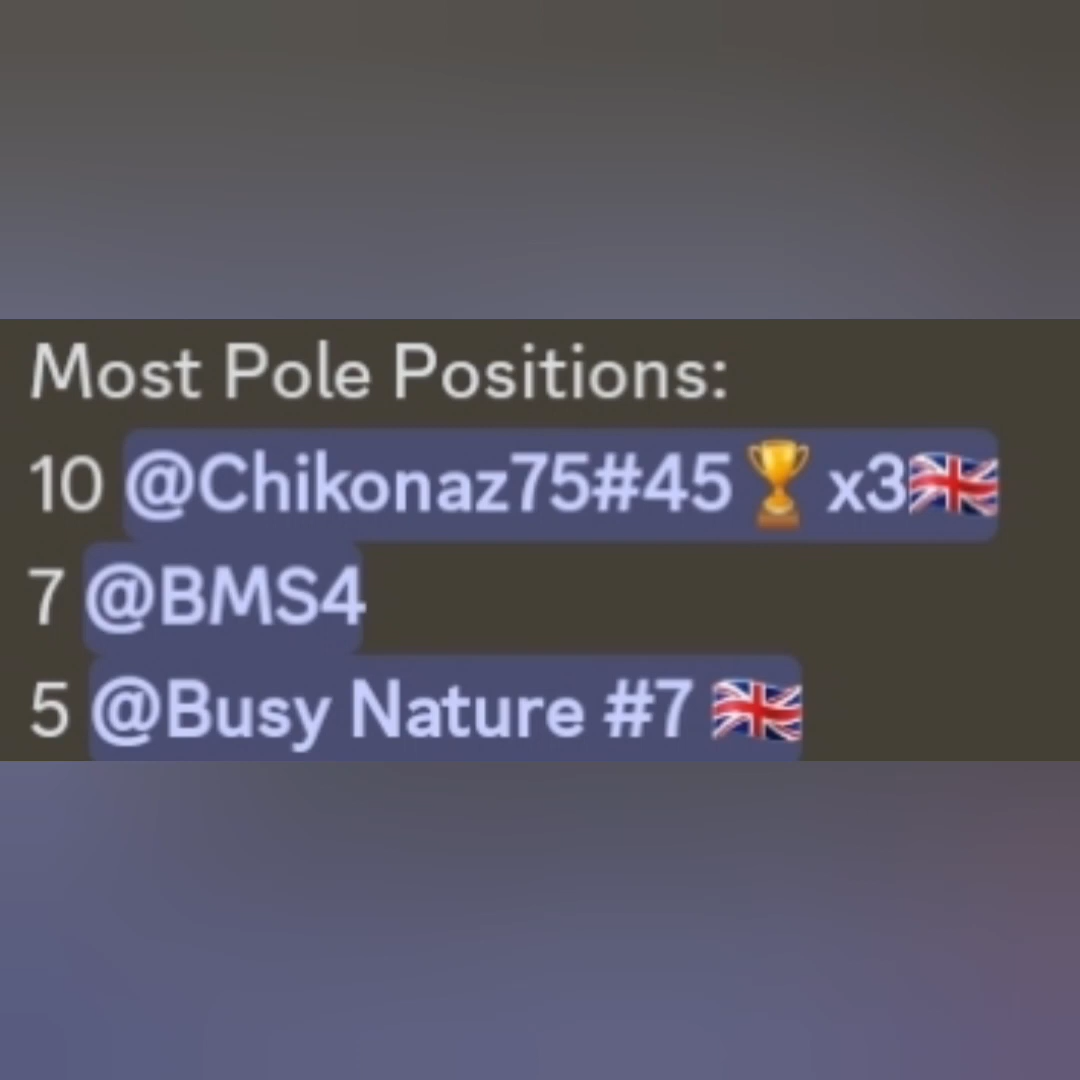 Most Pole Positions:
10 @Chikonaz75#45🏆 x3🇬🇧
7 @BMS4
5 @Busy Nature #7 🇬🇧